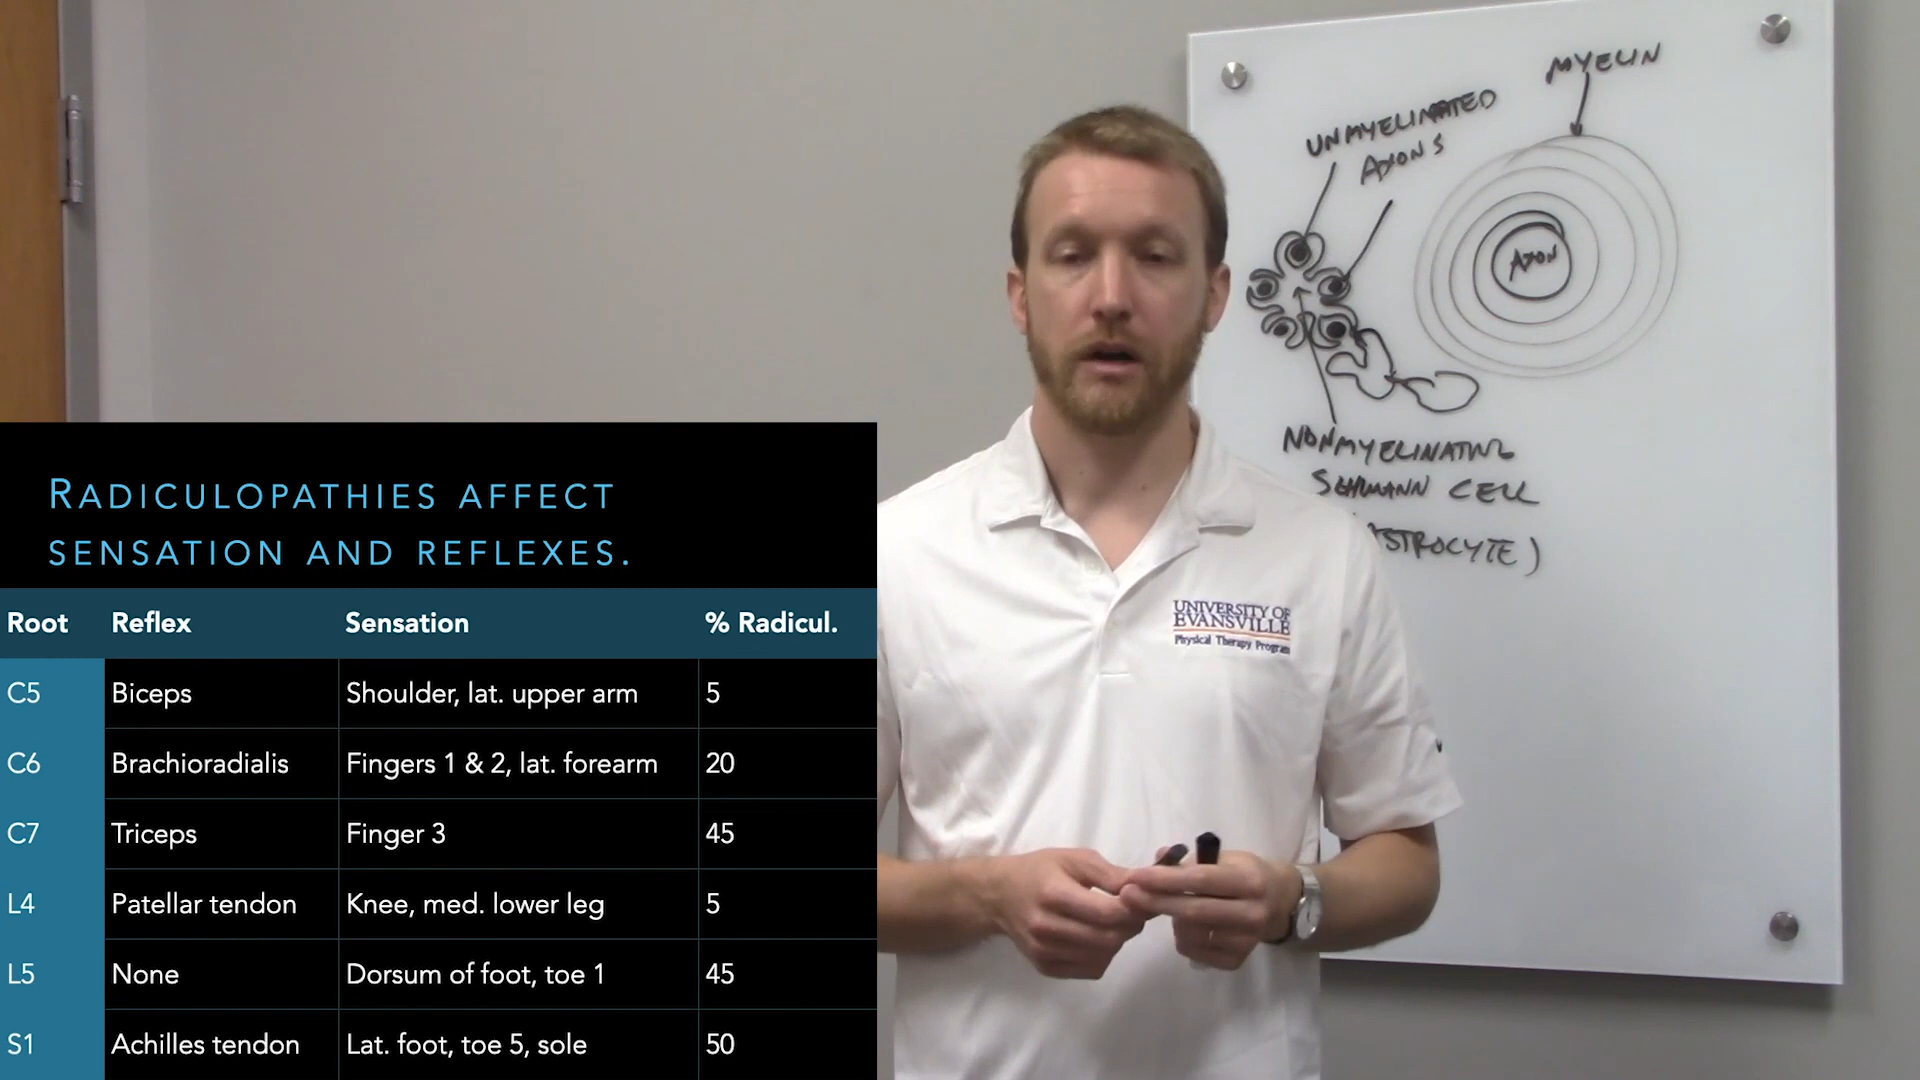 RADICULOPATHIES AFFECT
SENSATION AND REFLEXES.
Root Reflex Sensation % Radicul.
C5 Biceps Shoulder, lat. upper arm 5
C6 Brachioradialis Fingers 1 & 2, lat. forearm 20
C7 Triceps Finger 3 45
L4 Patellar tendon Knee, med. lower leg 5
L5 None Dorsum of foot, toe 1 45
S1 Achilles tendon Lat. foot, toe 5, sole 50
MYELIN
UNMYELINATED
AXONS
AXON
NONMYELINATING
SCHWANN CELL
ASTROCYTE)
UNIVERSITY OF
EVANSVILLE
Physical Therapy Program